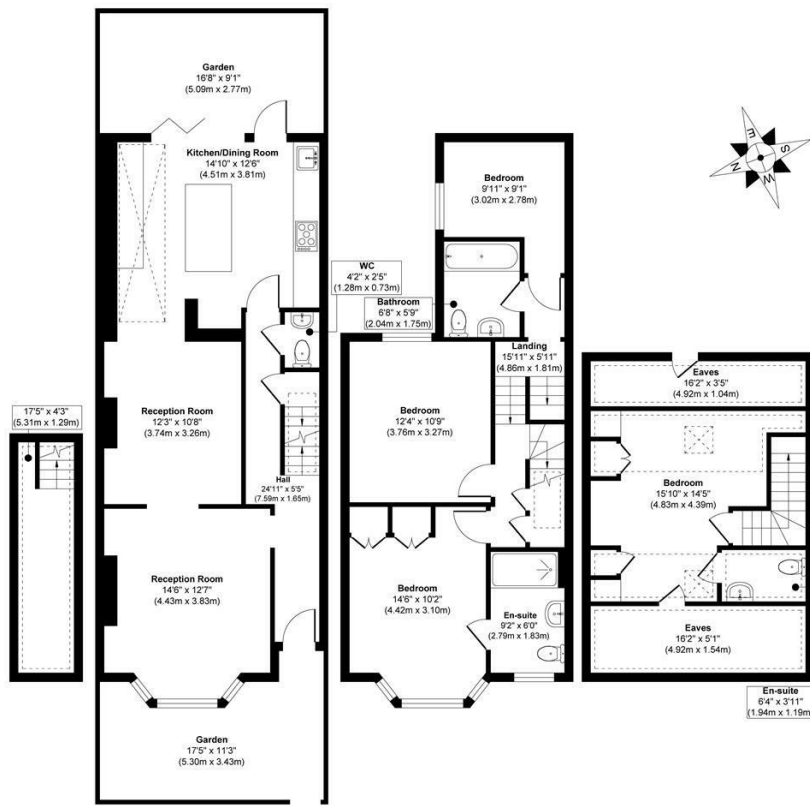 Garden
16'8" x 9'1"
(5.09m x 2.77m)
Kitchen/Dining Room
14'10" x 12'6"
(4.51m x 3.81m)
WC
4'2" x 2'5"
(1.28m x 0.73m)
Reception Room
12'3" x 10'8"
(3.74m x 3.26m)
Hall
24'11" x 5'5"
(7.59m x 1.65m)
Reception Room
14'6" x 12'7"
(4.43m x 3.83m)
Garden
17'5" x 11'3"
(5.30m x 3.43m)
17'5" x 4'3"
(5.31m x 1.29m)
Bedroom
9'11" x 9'1"
(3.02m x 2.78m)
Bathroom
6'8" x 5'9"
(2.04m x 1.75m)
Landing
15'11" x 5'11"
(4.86m x 1.81m)
Bedroom
12'4" x 10'9"
(3.76m x 3.27m)
Bedroom
14'6" x 10'2"
(4.42m x 3.10m)
En-suite
9'2" x 6'0"
(2.79m x 1.83m)
E
S
N
W
Eaves
16'2" x 3'5"
(4.92m x 1.04m)
Bedroom
15'10" x 14'5"
(4.83m x 4.39m)
Eaves
16'2" x 5'1"
(4.92m x 1.54m)
En-suite
6'4" x 3'11"
(1.94m x 1.19m)